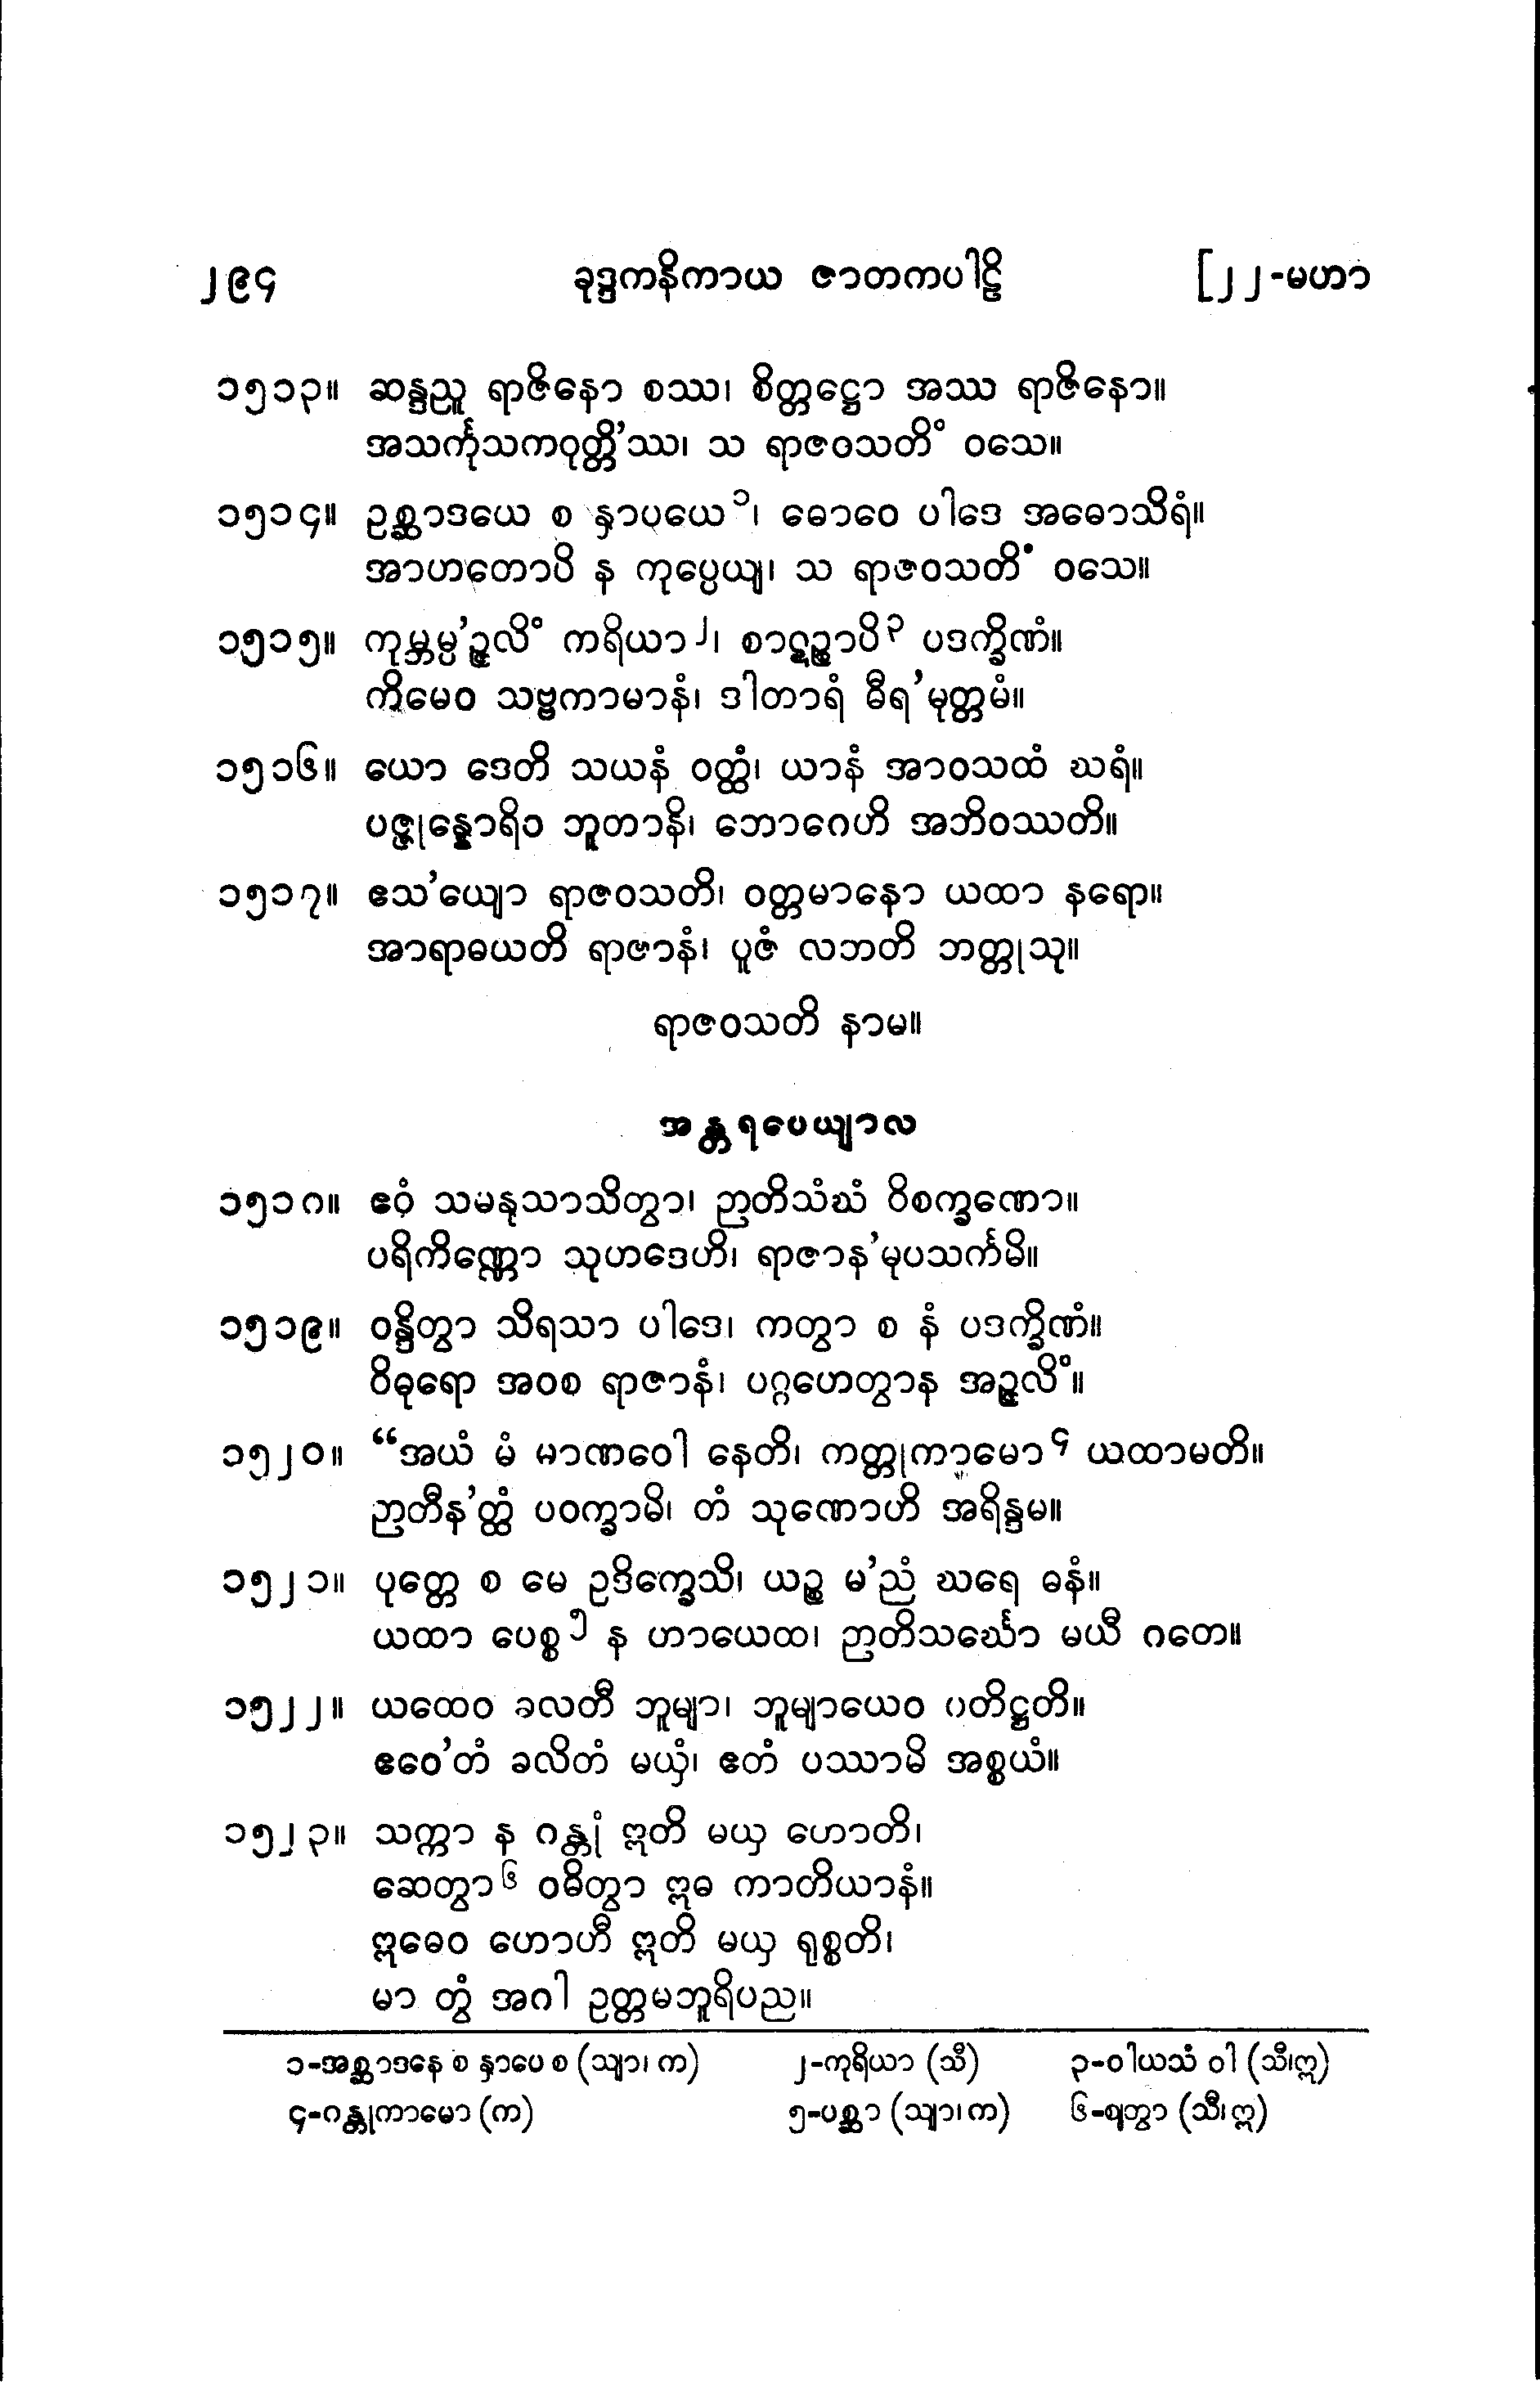 ၂၉၄ ခုဒ္ဒကနိကာယ ဇာတကပါဠိ [၂၂-မဟာ
၁၅၁၃။ ဆန္ဒညူ ရာဇိနော စဿ၊ စိတ္တဋ္ဌော အဿ ရာဇိနော။
အသင်္ကုသကဝုတ္တိ’ဿ၊ သ ရာဇဝသတိံ ဝသေ။
၁၅၁၄။ ဥစ္ဆာဒယေ စ နှာပယေ၁၊ ဓောဝေ ပါဒေ အဓောသိရံ။
အာဟတောပိ န ကုပ္ပေယျ၊ သ ရာဇဝသတိံ ဝသေ။
၁၅၁၅။ ကုမ္ဘမ္ပ’ဉ္ဇလိံ ကရိယာ၂၊ စာဋဉ္စာပိ၃ ပဒက္ခိဏံ။
ကိမေဝ သဗ္ဗကာမာနံ၊ ဒါတာရံ ဓီရ’မုတ္တမံ။
၁၅၁၆။ ယော ဒေတိ သယနံ ဝတ္ထံ၊ ယာနံ အာဝသထံ ဃရံ။
ပဇ္ဇုန္နောရိဝ ဘူတာနိ၊ ဘောဂေဟိ အဘိဝဿတိ။
၁၅၁၇။ ဧသ’ယျော ရာဇဝသတိ၊ ဝတ္တမာနော ယထာ နရော။
အာရာဓယတိ ရာဇာနံ၊ ပူဇံ လဘတိ ဘတ္တုသု။
ရာဇဝသတိ နာမ။
အန္တရပေယျာလ
၁၅၁၈။ ဧဝံ သမနုသာသိတွာ၊ ဉာတိသံဃံ ဝိစက္ခဏော။
ပရိကိဏ္ဏော သုဟဒေဟိ၊ ရာဇာန’မုပသင်္ကမိ။
၁၅၁၉။ ဝန္ဒိတွာ သိရသာ ပါဒေ၊ ကတွာ စ နံ ပဒက္ခိဏံ။
ဝိဓုရော အဝစ ရာဇာနံ၊ ပဂ္ဂဟေတွာန အဉ္ဇလိံ။
၁၅၂၀။ “အယံ မံ မာဏဝေါ နေတိ၊ ကတ္တုကာမော၄ ယထာမတိ။
ဉာတီန’တ္ထံ ပဝက္ခာမိ၊ တံ သုဏောဟိ အရိန္ဒမ။
၁၅၂၁။ ပုတ္တေ စ မေ ဥဒိက္ခေသိ၊ ယဉ္စ မ’ညံ ဃရေ ဓနံ။
ယထာ ပေစ္စ၅ န ဟာယေထ၊ ဉာတိသင်္ဃော မယီ ဂတေ။
၁၅၂၂။ ယထေဝ ခလတီ ဘူမျာ၊ ဘူမျာယေဝ ပတိဋ္ဌတိ။
ဧဝေ’တံ ခလိတံ မယှံ၊ ဧတံ ပဿာမိ အစ္စယံ။
၁၅၂၃။ သက္ကာ န ဂန္တုံ ဣတိ မယှ ဟောတိ၊
ဆေတွာ၆ ဝဓိတွာ ဣဓ ကာတိယာနံ။
ဣဓေဝ ဟောဟီ ဣတိ မယှ ရုစ္စတိ၊
မာ တွံ အဂါ ဥတ္တမဘူရိပည။
၁-အစ္ဆာဒနေ စ နှာပေ စ (သျာ၊ က) ၂-ကုရိယာ (သီ) ၃-ဝါယသံ ဝါ (သီ၊ဣ)
၄-ဂန္တုကာမော (က) ၅-ပစ္ဆာ (သျာ၊က) ၆-ဈတွာ (သီ၊ဣ)